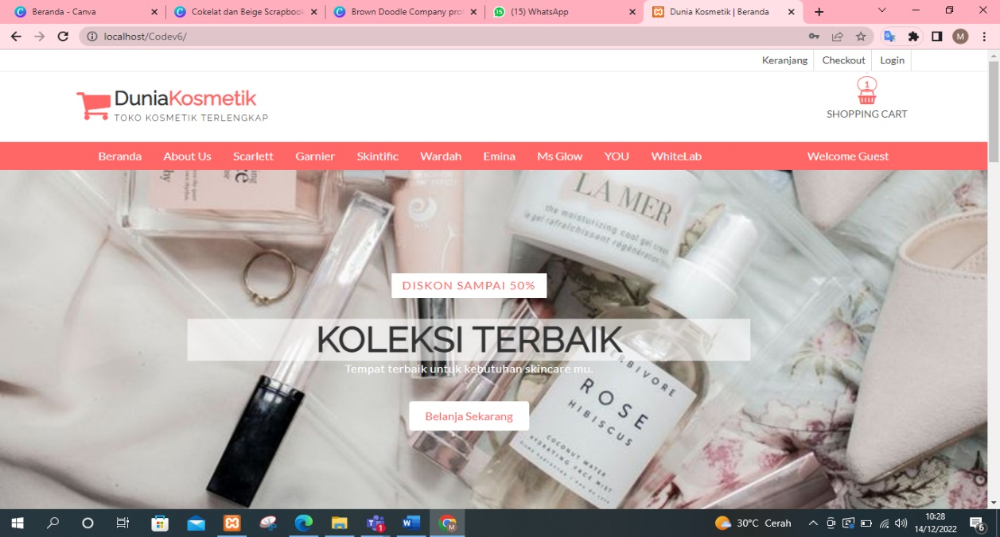 Beranda - Canva
Cokelat dan Beige Scrapbook
Brown Doodle Company prof
(15) WhatsApp
Dunia Kosmetik | Beranda
localhost/Codev6/
M
Keranjang
Checkout
Login
DuniaKosmetik
TOKO KOSMETIK TERLENGKAP
1
SHOPPING CART
Beranda
About Us
Scarlett
Garnier
Skintific
Wardah
Emina
Ms Glow
YOU
WhiteLab
Welcome Guest
LA MER
the moisturizing cool gel cream
le gel rafraîchissant régénération
DISKON SAMPAI 50%
KOLEKSI TERBAIK
Tempat terbaik untuk kebutuhan skincare mu.
Belanja Sekarang
ERBIVORE
ROSE
HIBISCUS
COCONUT WATER
HYDRATING FACE MIST
30°C Cerah
10:28
14/12/2022
6